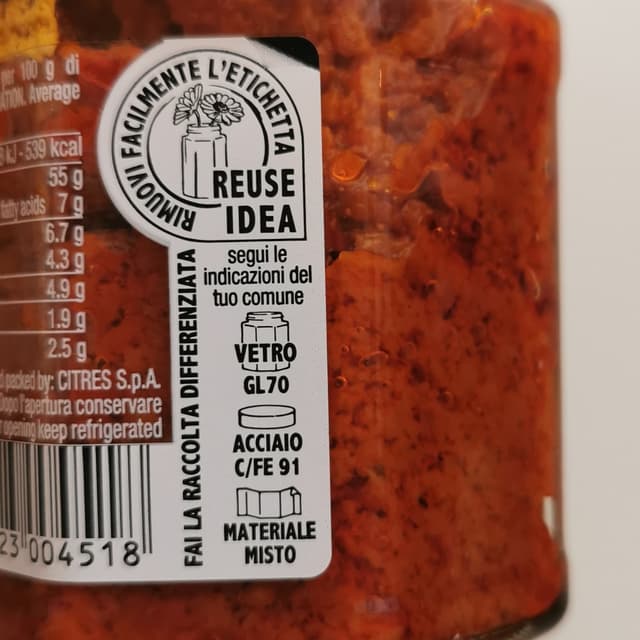 per 100 g di
Average
kJ - 539 kcal
55 g
fatty acids 7 g
6.7 g
4.3 g
4.9 g
1.9 g
2.5 g
packed by: CITRES S.p.A.
Dopo l'apertura conservare
opening keep refrigerated
23 004518
RIMUOVI FACILMENTE L'ETICHETTA
REUSE
IDEA
FAI LA RACCOLTA DIFFERENZIATA
segui le
indicazioni del
tuo comune
VETRO
GL70
ACCIAIO
C/FE 91
MATERIALE
MISTO